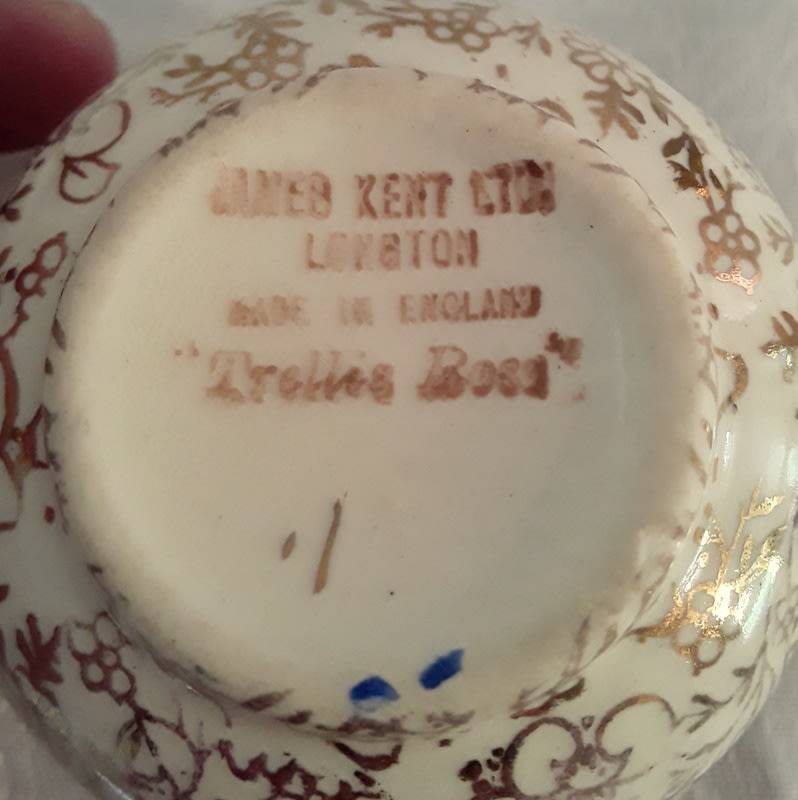 JAMES KENT LTD
LONGTON
MADE IN ENGLAND
"Trellis Rose"